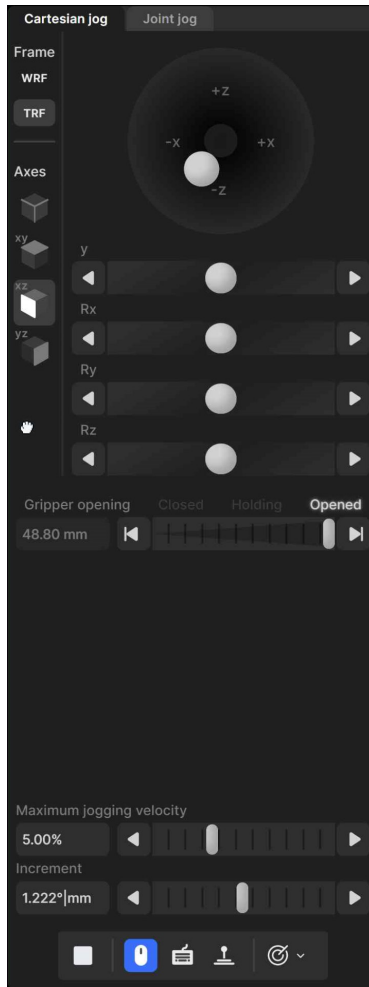 Cartesian jog Joint jog
Frame
WRF
TRF
Axes
xy
xz
yz
+z
-x +x
-z
y
Rx
Ry
Rz
Gripper opening Closed Holding Opened
48.80 mm
Maximum jogging velocity
5.00%
Increment
1.222°|mm